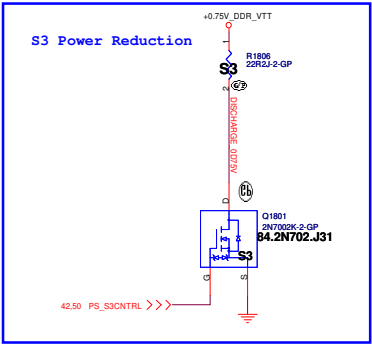 +0.75V_DDR_VTT
S3 Power Reduction
1
R1806
22R2J-2-GP
S3
2
DISCHARGE_0D75V
D
Q1801
2N7002K-2-GP
84.2N702.J31
S3
G
S
42,50 PS_S3CNTRL